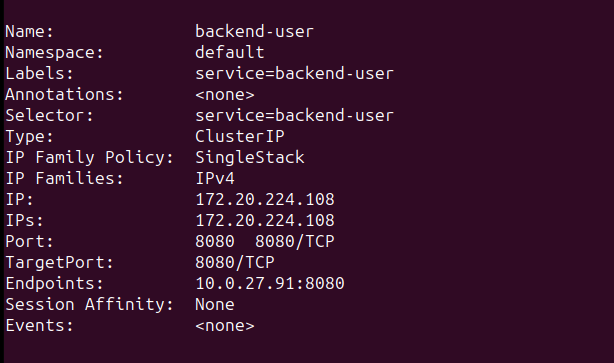 Name:              backend-user
Namespace:         default
Labels:            service=backend-user
Annotations:       <none>
Selector:          service=backend-user
Type:              ClusterIP
IP Family Policy:  SingleStack
IP Families:       IPv4
IP:                172.20.224.108
IPs:               172.20.224.108
Port:              8080  8080/TCP
TargetPort:        8080/TCP
Endpoints:         10.0.27.91:8080
Session Affinity:  None
Events:            <none>